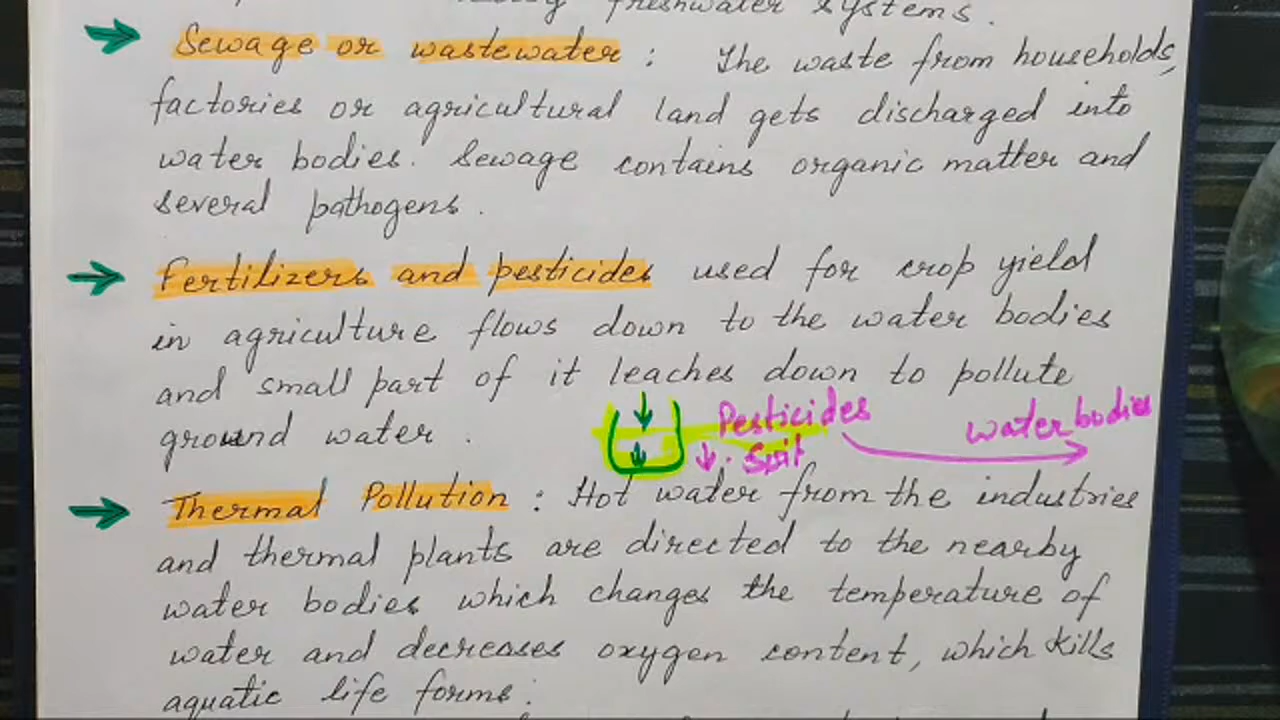 freshwater systems.
→ Sewage or wastewater : The waste from households,
factories or agricultural land gets discharged into
water bodies. Sewage contains organic matter and
several pathogens.
→ Fertilizers and pesticides used for crop yield
in agriculture flows down to the water bodies
and small part of it leaches down to pollute
ground water.
Pesticides
water bodies
→ Thermal Pollution : Hot water from the industries
and thermal plants are directed to the nearby
water bodies which changes the temperature of
water and decreases oxygen content, which kills
aquatic life forms.